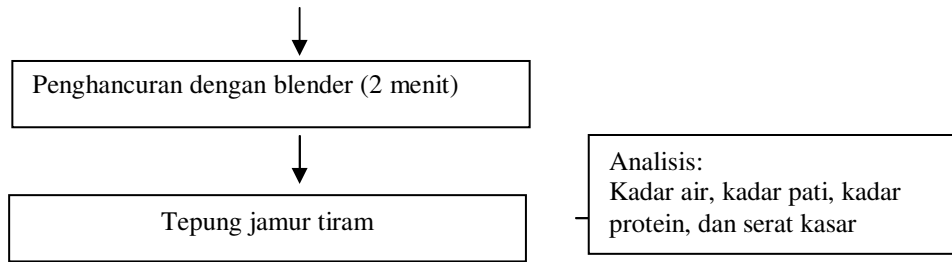 Penghancuran dengan blender (2 menit)
Tepung jamur tiram
Analisis:
Kadar air, kadar pati, kadar
protein, dan serat kasar